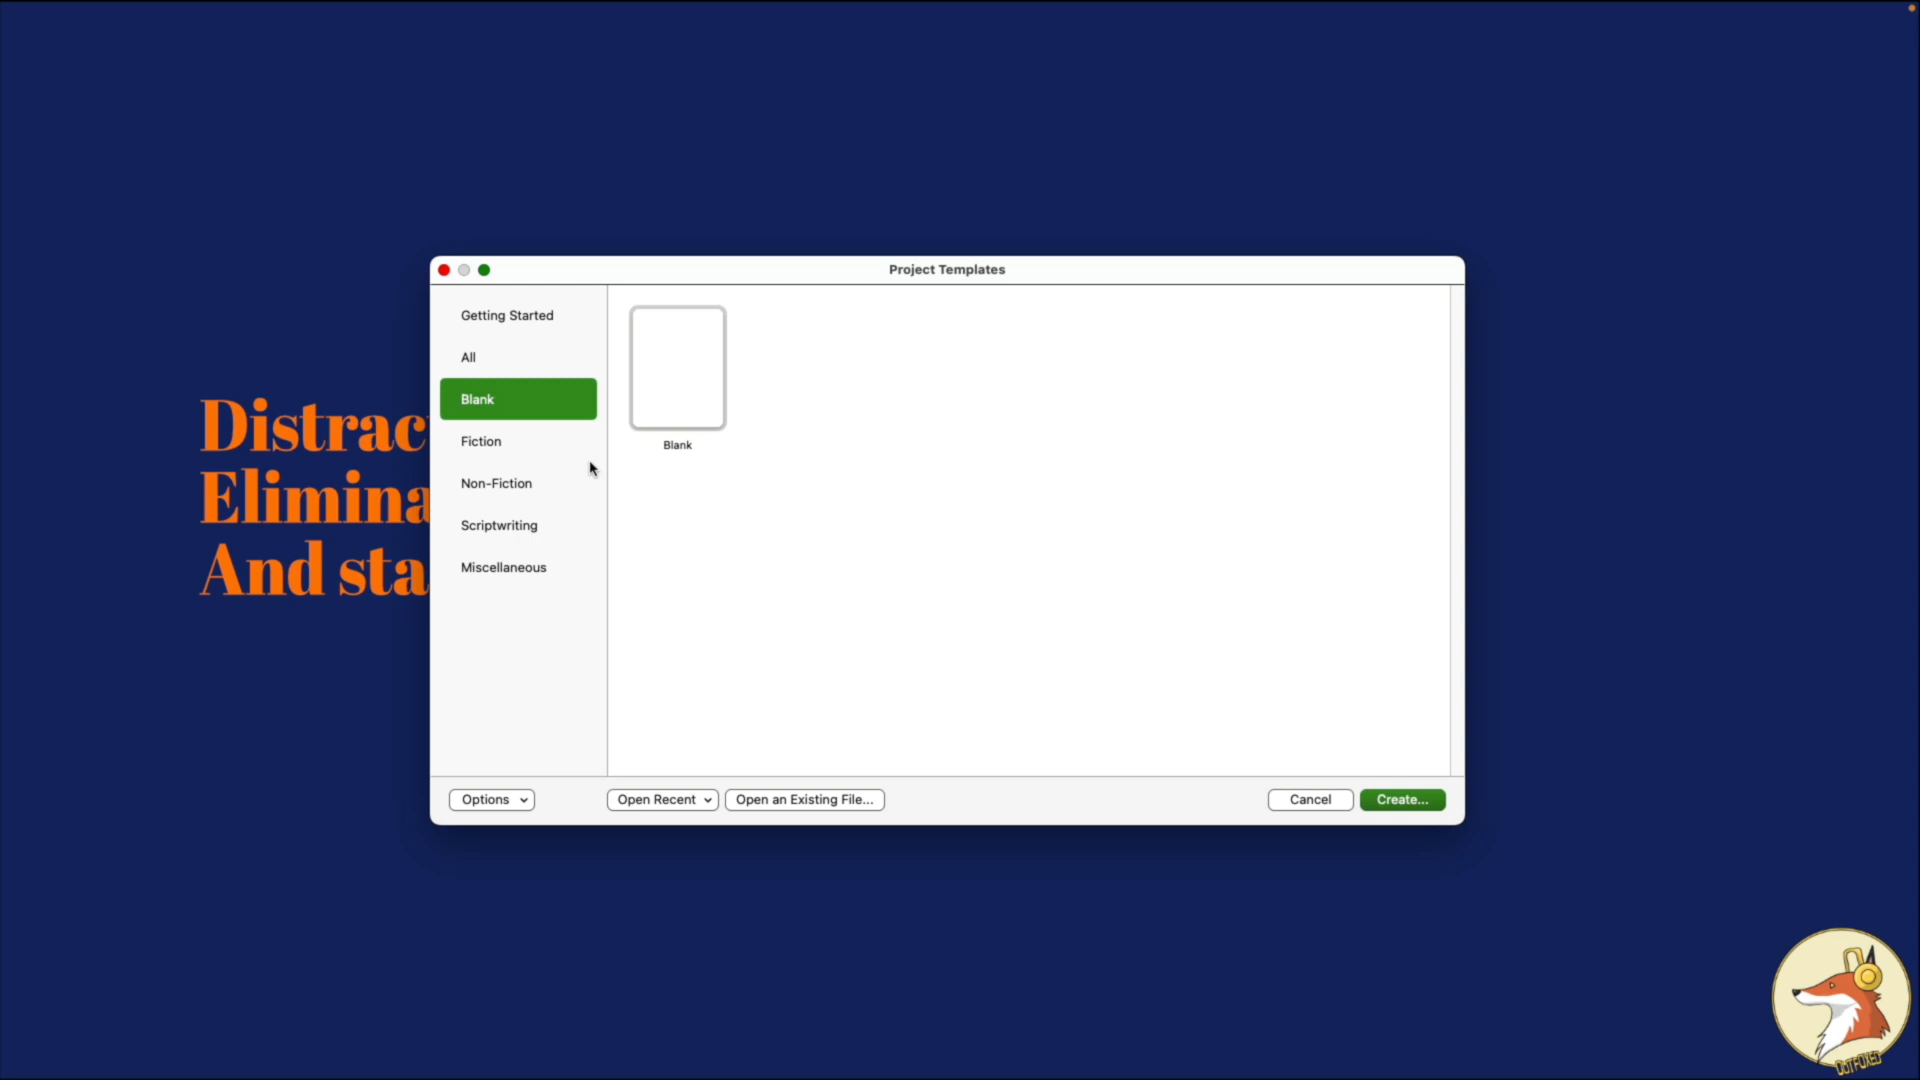 Project Templates
Getting Started
All
Blank
Fiction
Non-Fiction
Scriptwriting
Miscellaneous
Blank
Distrac
Elimina
And sta
Options
Open Recent
Open an Existing File...
Cancel
Create...
OUTFOXED